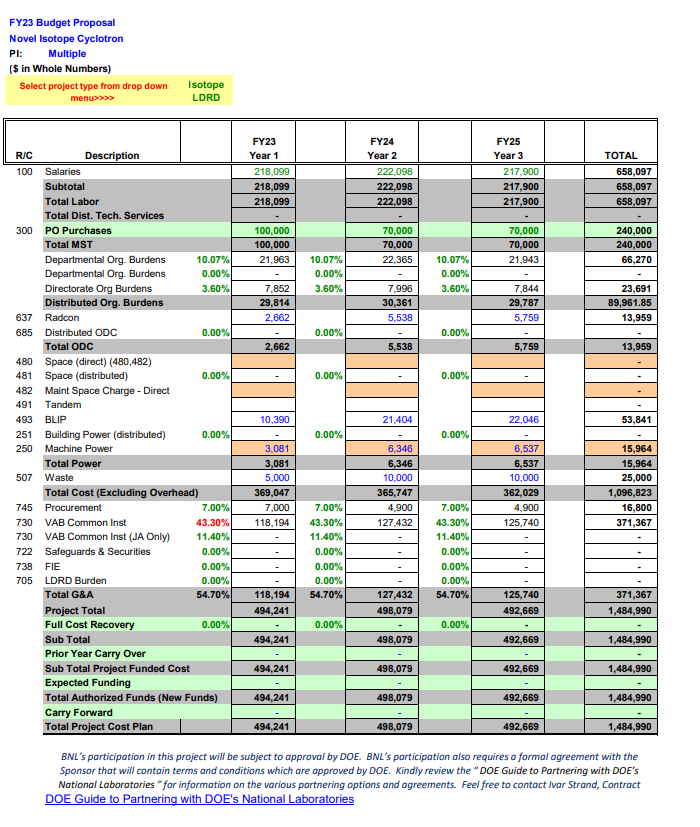 FY23 Budget Proposal
Novel Isotope Cyclotron
PI: Multiple
($ in Whole Numbers)
Select project type from drop down Isotope
menu>>>> LDRD
FY23 FY24 FY25
R/C Description Year 1 Year 2 Year 3 TOTAL
100 Salaries 218,099 222,098 217,900 658,097
Subtotal 218,099 222,098 217,900 658,097
Total Labor 218,099 222,098 217,900 658,097
Total Dist. Tech. Services - - - -
300 PO Purchases 100,000 70,000 70,000 240,000
Total MST 100,000 70,000 70,000 240,000
Departmental Org. Burdens 10.07% 21,963 10.07% 22,365 10.07% 21,943 66,270
Departmental Org. Burdens 0.00% - 0.00% - 0.00% - -
Directorate Org Burdens 3.60% 7,852 3.60% 7,996 3.60% 7,844 23,691
Distributed Org. Burdens 29,814 30,361 29,787 89,961.85
637 Radcon 2,662 5,538 5,759 13,959
685 Distributed ODC 0.00% - 0.00% - 0.00% - -
Total ODC 2,662 5,538 5,759 13,959
480 Space (direct) (480,482) -
481 Space (distributed) 0.00% - 0.00% - 0.00% - -
482 Maint Space Charge - Direct -
491 Tandem -
493 BLIP 10,390 21,404 22,046 53,841
251 Building Power (distributed) 0.00% - 0.00% - 0.00% - -
250 Machine Power 3,081 6,346 6,537 15,964
Total Power 3,081 6,346 6,537 15,964
507 Waste 5,000 10,000 10,000 25,000
Total Cost (Excluding Overhead) 369,047 365,747 362,029 1,096,823
745 Procurement 7.00% 7,000 7.00% 4,900 7.00% 4,900 16,800
730 VAB Common Inst 43.30% 118,194 43.30% 127,432 43.30% 125,740 371,367
730 VAB Common Inst (JA Only) 11.40% - 11.40% - 11.40% - -
722 Safeguards & Securities 0.00% - 0.00% - 0.00% - -
738 FIE 0.00% - 0.00% - 0.00% - -
705 LDRD Burden 0.00% - 0.00% - 0.00% - -
Total G&A 54.70% 118,194 54.70% 127,432 54.70% 125,740 371,367
Project Total 494,241 498,079 492,669 1,484,990
Full Cost Recovery 0.00% - 0.00% - 0.00% - -
Sub Total 494,241 498,079 492,669 1,484,990
Prior Year Carry Over - - - -
Sub Total Project Funded Cost 494,241 498,079 492,669 1,484,990
Expected Funding - - - -
Total Authorized Funds (New Funds) 494,241 498,079 492,669 1,484,990
Carry Forward - - - -
Total Project Cost Plan 494,241 498,079 492,669 1,484,990
BNL's participation in this project will be subject to approval by DOE. BNL's participation also requires a formal agreement with the
Sponsor that will contain terms and conditions which are approved by DOE. Kindly review the "DOE Guide to Partnering with DOE's
National Laboratories" for information on the various partnering options and agreements. Feel free to contact Ivar Strand, Contract
DOE Guide to Partnering with DOE's National Laboratories